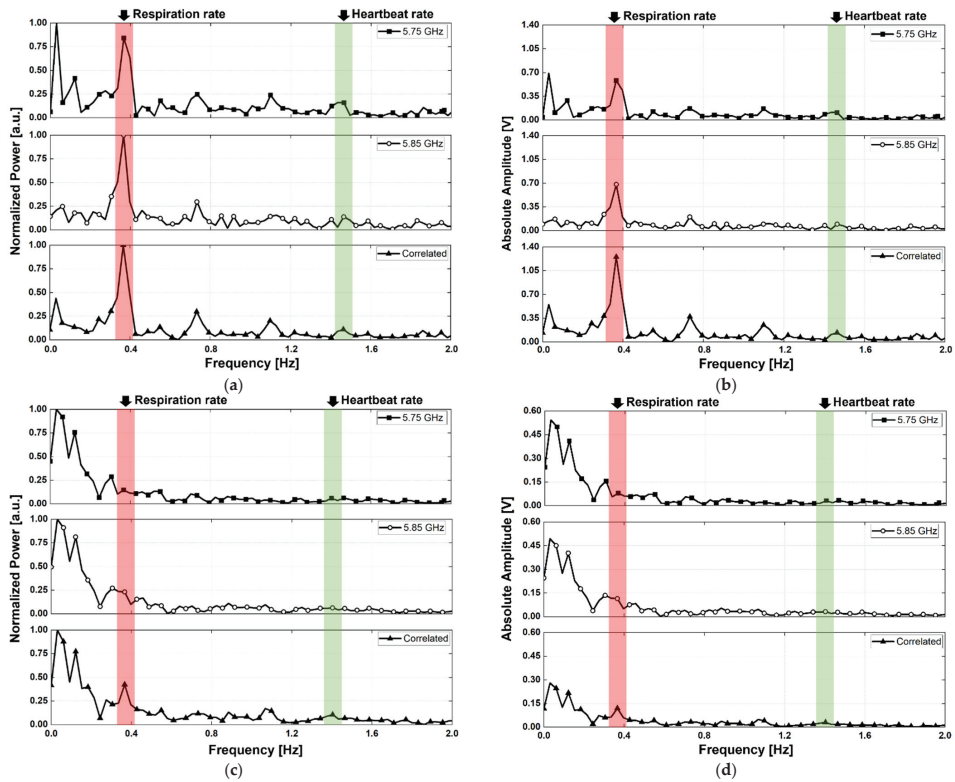 Respiration rate Heartbeat rate
5.75 GHz
1.00
0.75
0.50
0.25
0.00
5.85 GHz
1.00
0.75
0.50
0.25
0.00
Correlated
1.00
0.75
0.50
0.25
0.00
Normalized Power [a.u.]
0.0 0.4 0.8 1.2 1.6 2.0
Frequency [Hz]
(a)
Respiration rate Heartbeat rate
5.75 GHz
1.40
1.05
0.70
0.35
0.00
5.85 GHz
1.40
1.05
0.70
0.35
0.00
Correlated
1.40
1.05
0.70
0.35
0.00
Absolute Amplitude [V]
0.0 0.4 0.8 1.2 1.6 2.0
Frequency [Hz]
(b)
Respiration rate Heartbeat rate
5.75 GHz
1.00
0.75
0.50
0.25
0.00
5.85 GHz
1.00
0.75
0.50
0.25
0.00
Correlated
1.00
0.75
0.50
0.25
0.00
Normalized Power [a.u.]
0.0 0.4 0.8 1.2 1.6 2.0
Frequency [Hz]
(c)
Respiration rate Heartbeat rate
5.75 GHz
0.60
0.45
0.30
0.15
0.00
5.85 GHz
0.60
0.45
0.30
0.15
0.00
Correlated
0.60
0.45
0.30
0.15
0.00
Absolute Amplitude [V]
0.0 0.4 0.8 1.2 1.6 2.0
Frequency [Hz]
(d)